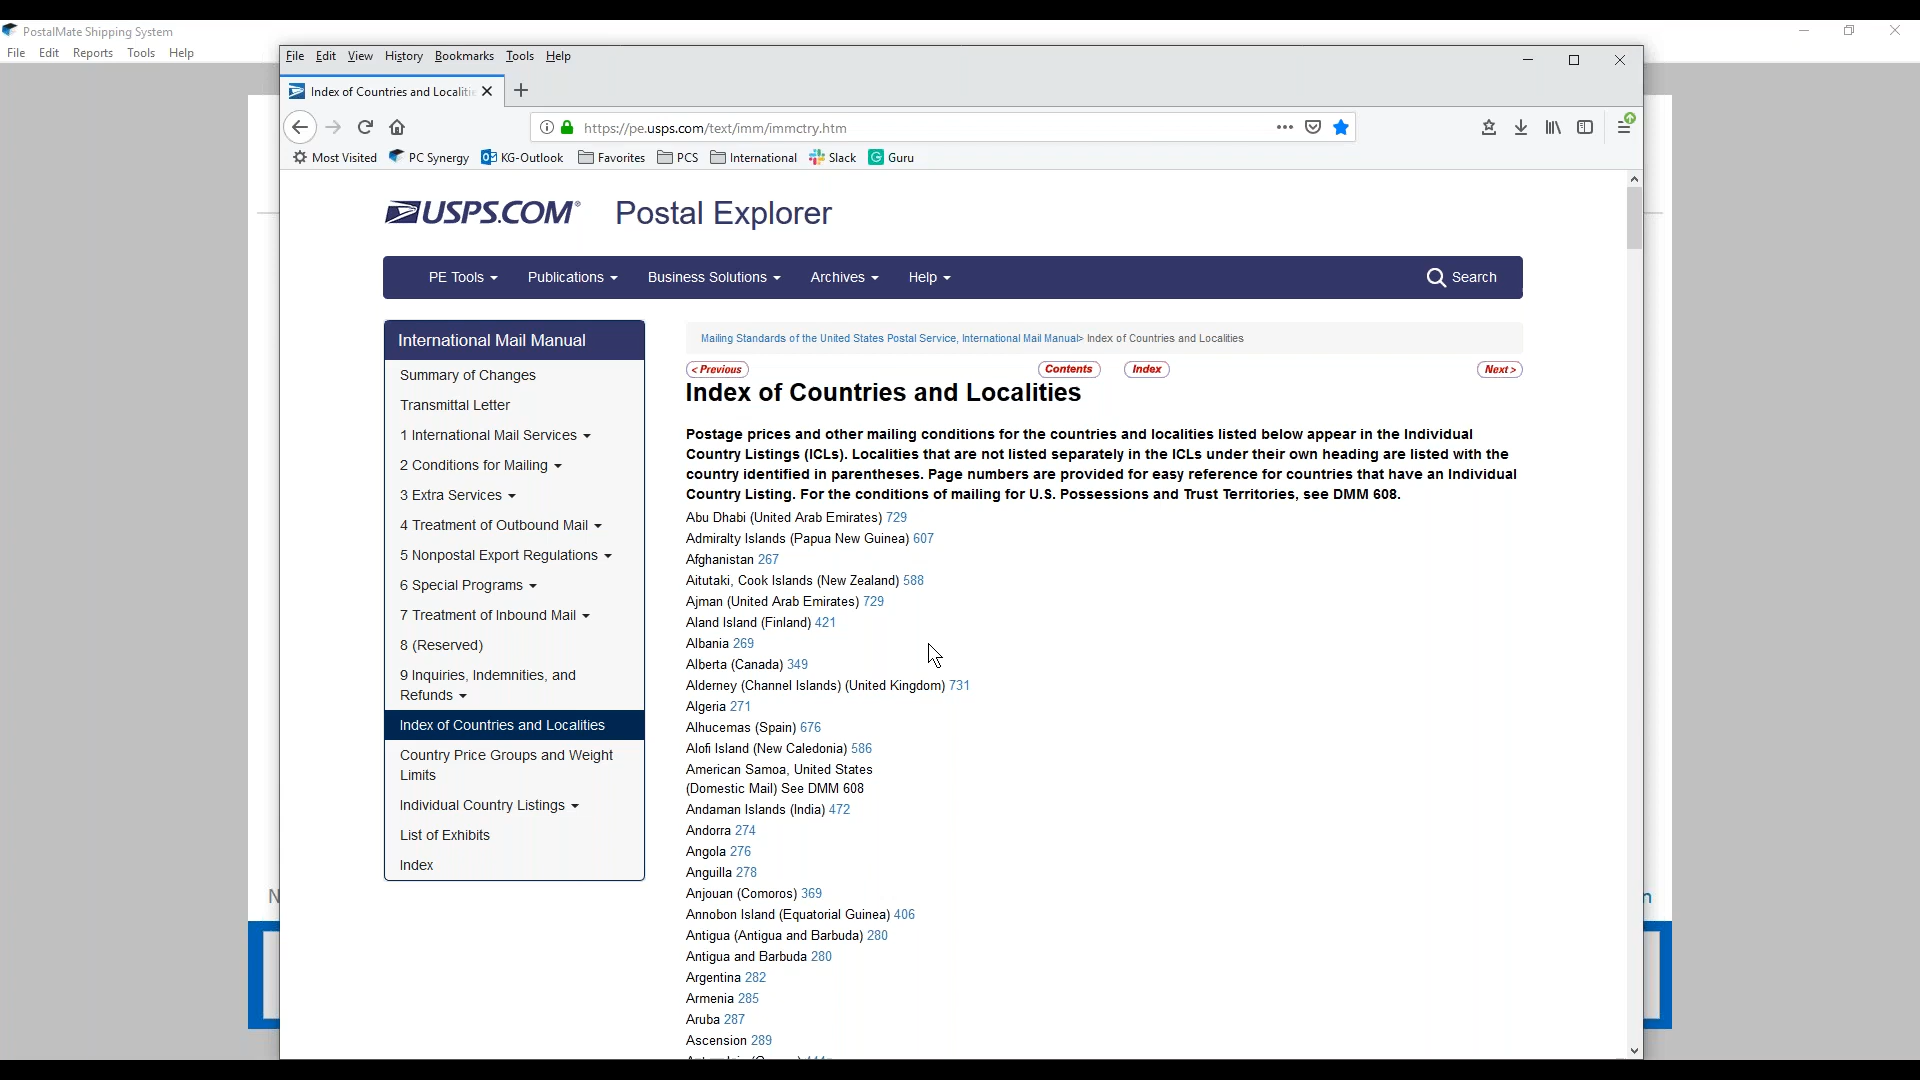 PostalMate Shipping System
File Edit Reports Tools Help
File Edit View History Bookmarks Tools Help
Index of Countries and Localitie
https://pe.usps.com/text/imm/immctry.htm
Most Visited PC Synergy KG-Outlook Favorites PCS International Slack Guru
USPS.COM® Postal Explorer
PE Tools Publications Business Solutions Archives Help Search
International Mail Manual
Summary of Changes
Transmittal Letter
1 International Mail Services
2 Conditions for Mailing
3 Extra Services
4 Treatment of Outbound Mail
5 Nonpostal Export Regulations
6 Special Programs
7 Treatment of Inbound Mail
8 (Reserved)
9 Inquiries, Indemnities, and
Refunds
Index of Countries and Localities
Country Price Groups and Weight
Limits
Individual Country Listings
List of Exhibits
Index
Mailing Standards of the United States Postal Service, International Mail Manual> Index of Countries and Localities
< Previous Contents Index Next >
Index of Countries and Localities
Postage prices and other mailing conditions for the countries and localities listed below appear in the Individual
Country Listings (ICLs). Localities that are not listed separately in the ICLs under their own heading are listed with the
country identified in parentheses. Page numbers are provided for easy reference for countries that have an Individual
Country Listing. For the conditions of mailing for U.S. Possessions and Trust Territories, see DMM 608.
Abu Dhabi (United Arab Emirates) 729
Admiralty Islands (Papua New Guinea) 607
Afghanistan 267
Aitutaki, Cook Islands (New Zealand) 588
Ajman (United Arab Emirates) 729
Aland Island (Finland) 421
Albania 269
Alberta (Canada) 349
Alderney (Channel Islands) (United Kingdom) 731
Algeria 271
Alhucemas (Spain) 676
Alofi Island (New Caledonia) 586
American Samoa, United States
(Domestic Mail) See DMM 608
Andaman Islands (India) 472
Andorra 274
Angola 276
Anguilla 278
Anjouan (Comoros) 369
Annobon Island (Equatorial Guinea) 406
Antigua (Antigua and Barbuda) 280
Antigua and Barbuda 280
Argentina 282
Armenia 285
Aruba 287
Ascension 289